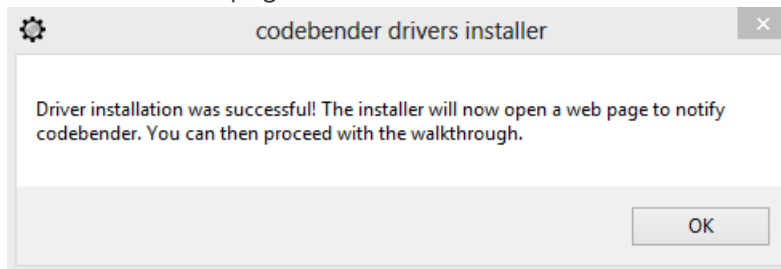 codebender drivers installer
Driver installation was successful! The installer will now open a web page to notify
codebender. You can then proceed with the walkthrough.
OK